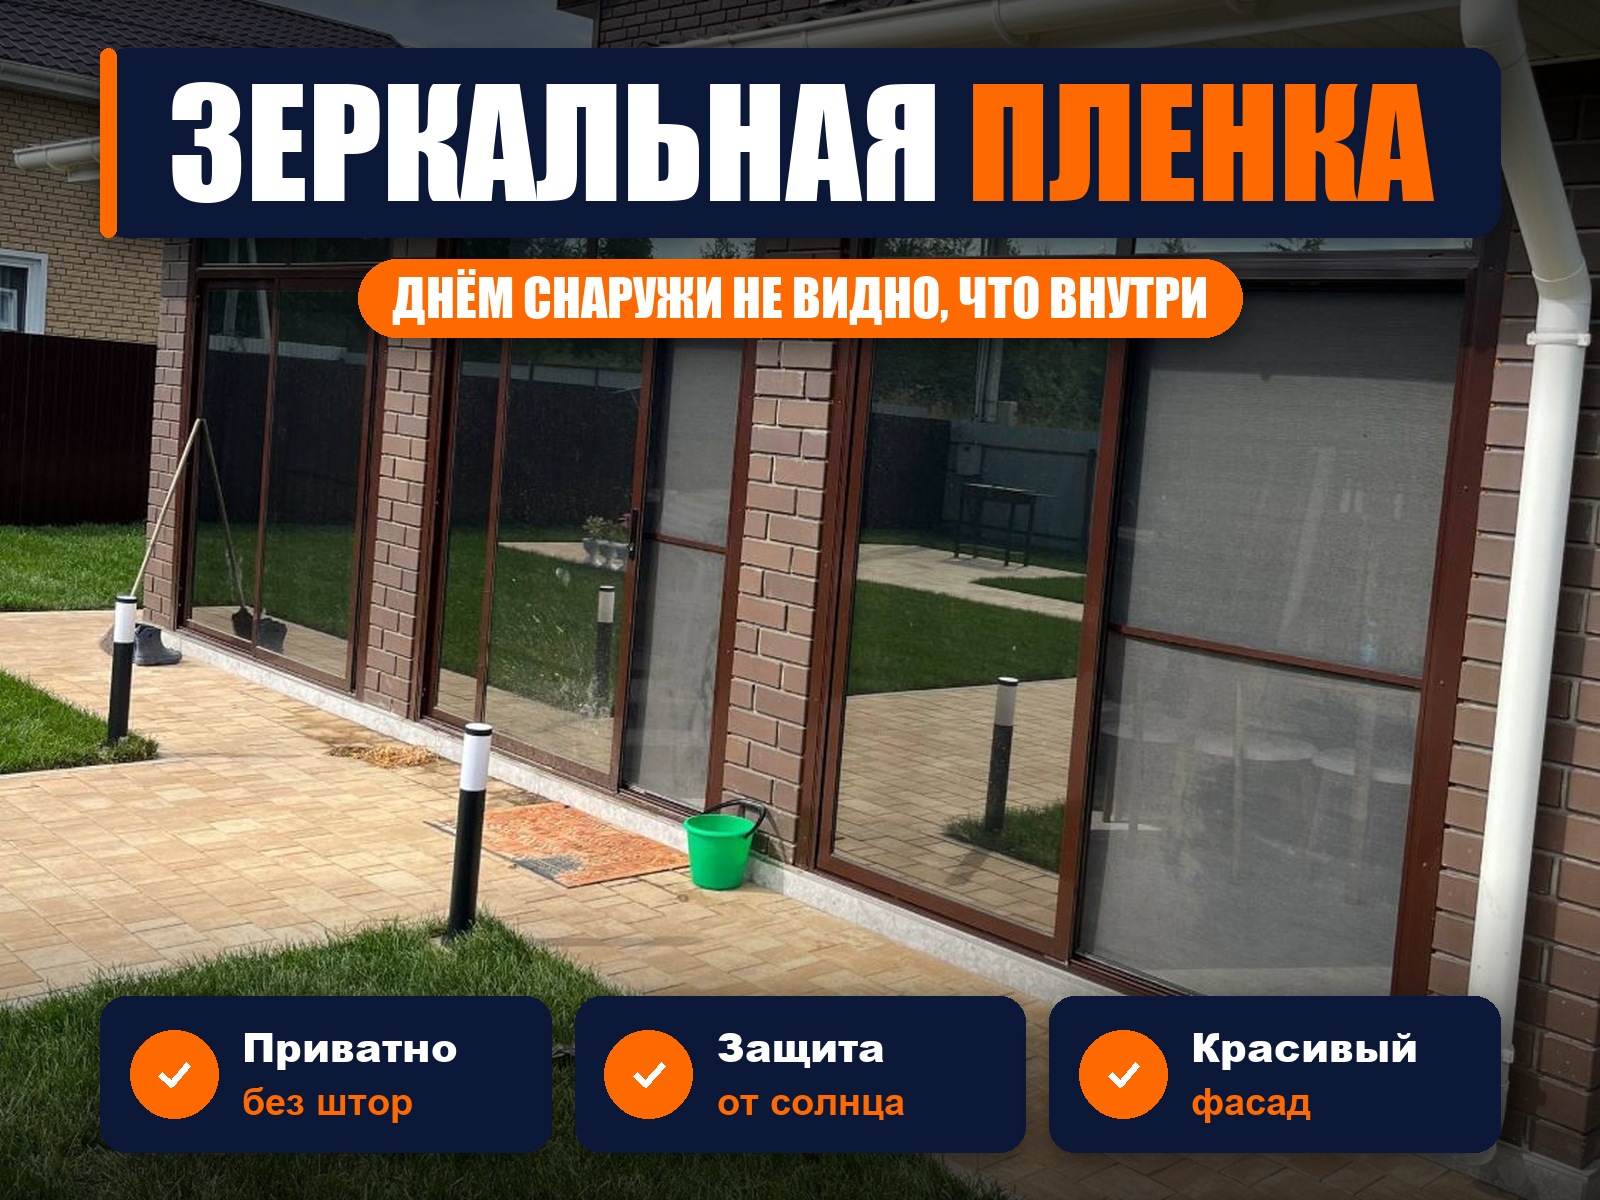 ЗЕРКАЛЬНАЯ ПЛЕНКА
ДНЁМ СНАРУЖИ НЕ ВИДНО, ЧТО ВНУТРИ
Приватно
без штор
Защита
от солнца
Красивый
фасад